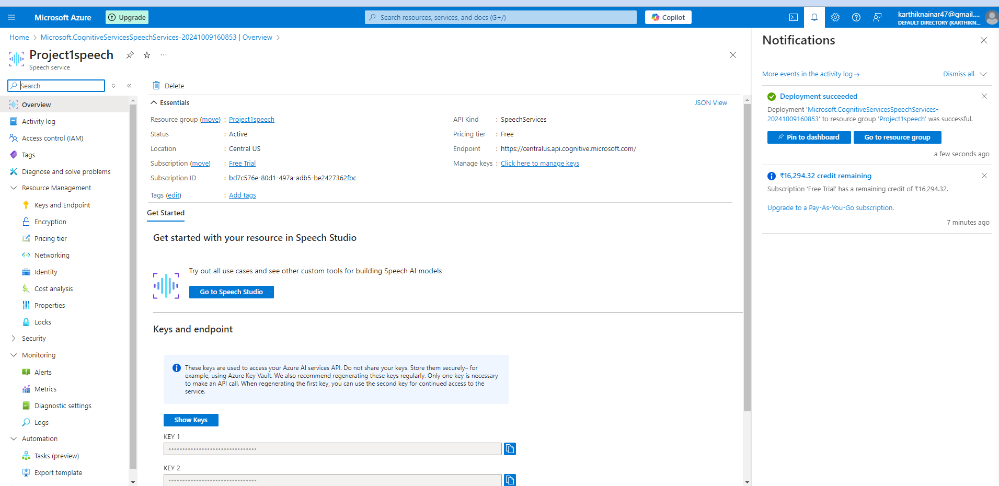 Microsoft Azure
Upgrade
Search resources, services, and docs (G+/)
Copilot
karthiknainar47@gmail....
DEFAULT DIRECTORY (KARTHIKN...
Home > Microsoft.CognitiveServicesSpeechServices-20241009160853 | Overview >
Project1speech
Speech service
Search
Overview
Activity log
Access control (IAM)
Tags
Diagnose and solve problems
Resource Management
Keys and Endpoint
Encryption
Pricing tier
Networking
Identity
Cost analysis
Properties
Locks
Security
Monitoring
Alerts
Metrics
Diagnostic settings
Logs
Automation
Tasks (preview)
Export template
Delete
Essentials
JSON View
Resource group (move) : Project1speech
Status : Active
Location : Central US
Subscription (move) : Free Trial
Subscription ID : bd7c576e-80d1-497a-adb5-be2427362fbc
Tags (edit) : Add tags
API Kind : SpeechServices
Pricing tier : Free
Endpoint : https://centralus.api.cognitive.microsoft.com/
Manage keys : Click here to manage keys
Get Started
Get started with your resource in Speech Studio
Try out all use cases and see other custom tools for building Speech AI models
Go to Speech Studio
Keys and endpoint
These keys are used to access your Azure AI services API. Do not share your keys. Store them securely– for
example, using Azure Key Vault. We also recommend regenerating these keys regularly. Only one key is necessary
to make an API call. When regenerating the first key, you can use the second key for continued access to the
service.
Show Keys
KEY 1
KEY 2
Notifications
More events in the activity log →
Dismiss all
Deployment succeeded
Deployment 'Microsoft.CognitiveServicesSpeechServices-
20241009160853' to resource group 'Project1speech' was successful.
Pin to dashboard
Go to resource group
a few seconds ago
₹16,294.32 credit remaining
Subscription 'Free Trial' has a remaining credit of ₹16,294.32.
Upgrade to a Pay-As-You-Go subscription.
7 minutes ago